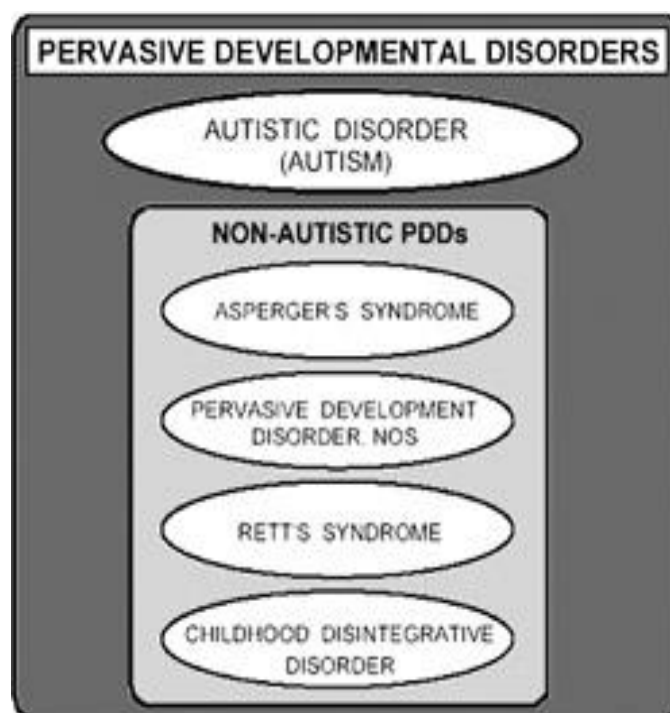 PERVASIVE DEVELOPMENTAL DISORDERS
AUTISTIC DISORDER
(AUTISM)
NON-AUTISTIC PDDs
ASPERGER'S SYNDROME
PERVASIVE DEVELOPMENT
DISORDER. NOS
RETT'S SYNDROME
CHILDHOOD DISINTEGRATIVE
DISORDER